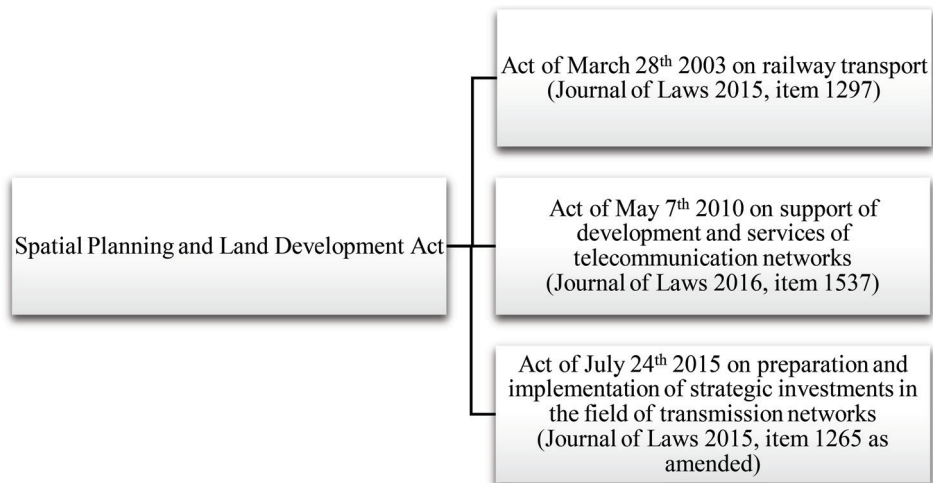 Act of March 28th 2003 on railway transport
(Journal of Laws 2015, item 1297)
Spatial Planning and Land Development Act
Act of May 7th 2010 on support of
development and services of
telecommunication networks
(Journal of Laws 2016, item 1537)
Act of July 24th 2015 on preparation and
implementation of strategic investments in
the field of transmission networks
(Journal of Laws 2015, item 1265 as
amended)